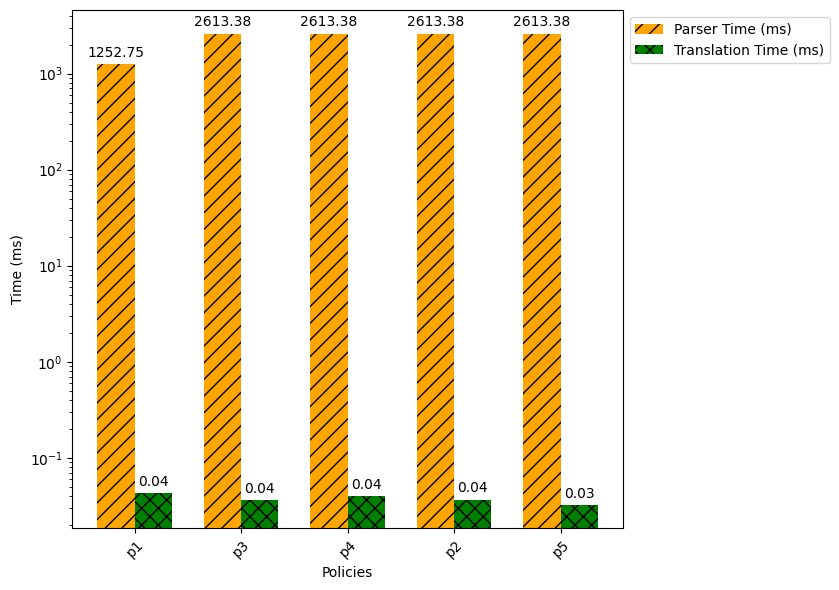 1252.75
2613.38
2613.38
2613.38
2613.38
Parser Time (ms)
Translation Time (ms)
10³
10²
10¹
10⁰
10⁻¹
Time (ms)
0.04
0.04
0.04
0.04
0.03
p1
p3
p4
p2
p5
Policies